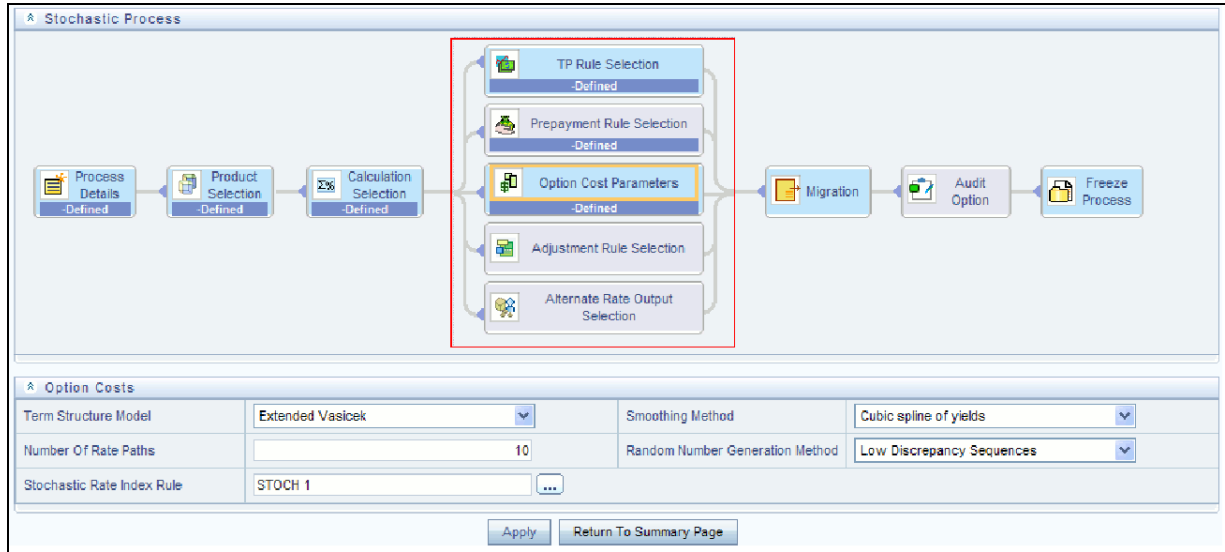 Stochastic Process
TP Rule Selection
-Defined
Prepayment Rule Selection
-Defined
Process
Details
-Defined
Product
Selection
-Defined
Calculation
Selection
-Defined
Option Cost Parameters
-Defined
Migration
Audit
Option
Freeze
Process
Adjustment Rule Selection
Alternate Rate Output
Selection
Option Costs
Term Structure Model Extended Vasicek Smoothing Method Cubic spline of yields
Number Of Rate Paths 10 Random Number Generation Method Low Discrepancy Sequences
Stochastic Rate Index Rule STOCH 1 ...
Apply Return To Summary Page